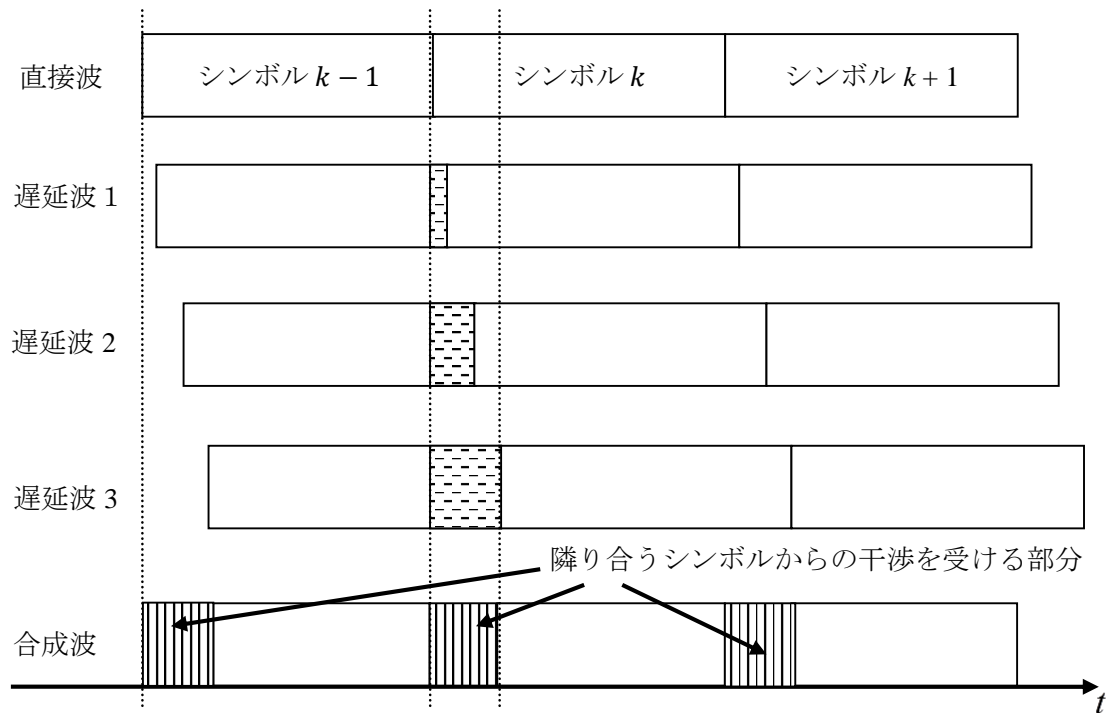 直接波
シンボル k − 1
シンボル k
シンボル k + 1
遅延波 1
遅延波 2
遅延波 3
隣り合うシンボルからの干渉を受ける部分
合成波
t